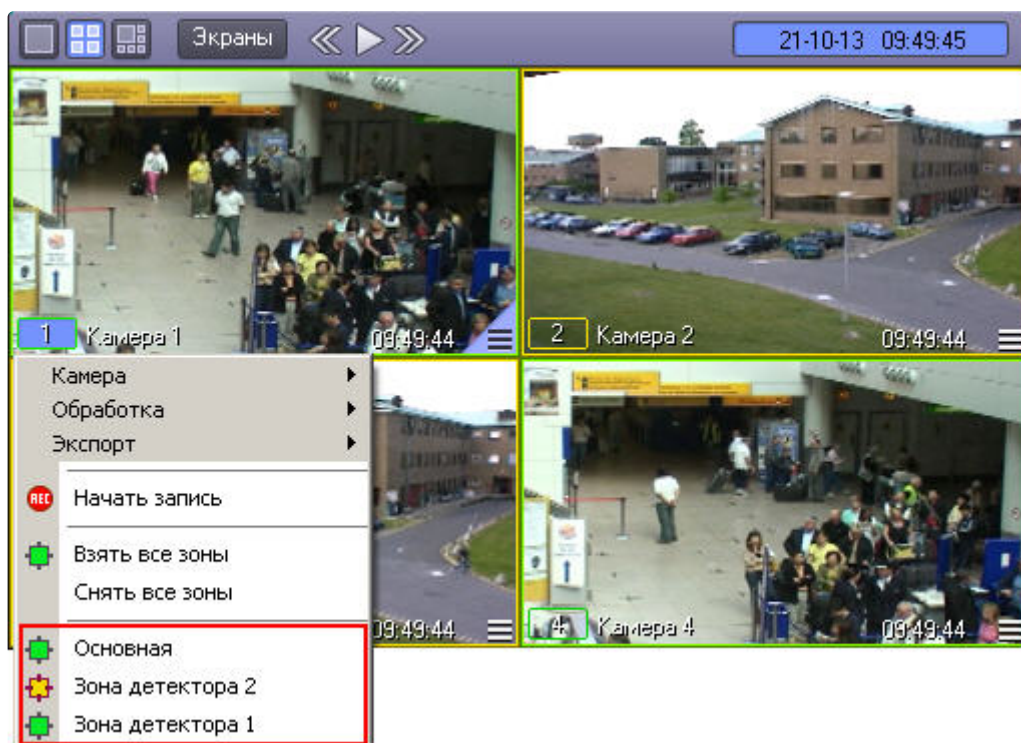 Экраны
21-10-13 09:49:45
1 Камера 1 09:49:44
2 Камера 2 09:49:44
Камера
Обработка
Экспорт
REC Начать запись
Взять все зоны
Снять все зоны
Основная
Зона детектора 2
Зона детектора 1
09:49:44
4 Камера 4 09:49:44